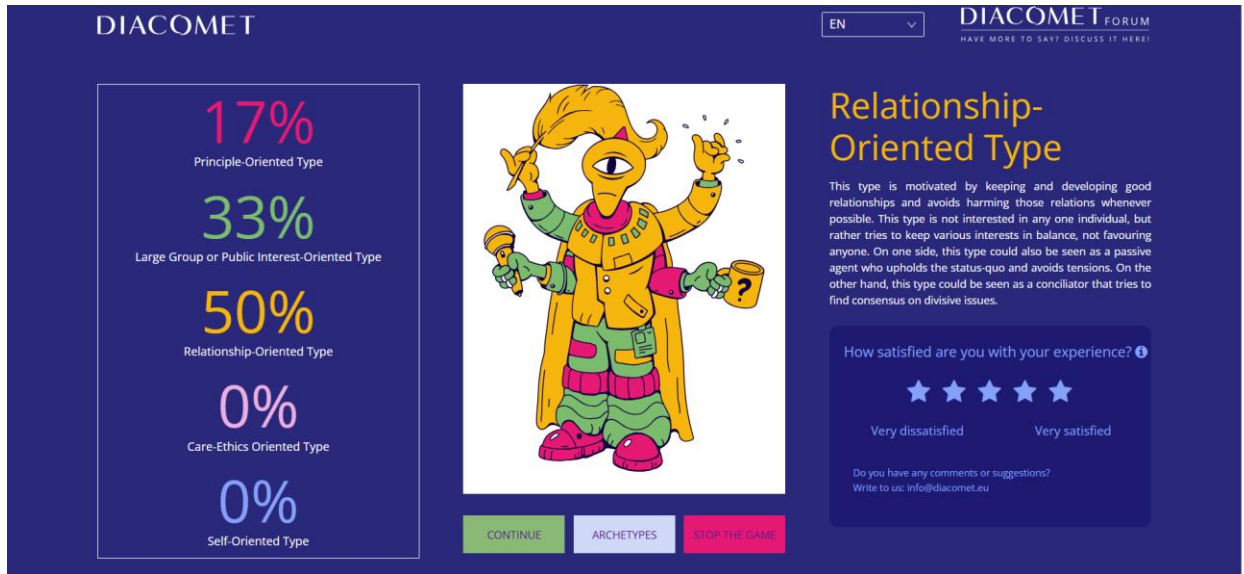 DIACOMET
EN
DIACOMET FORUM
HAVE MORE TO SAY? DISCUSS IT HERE!
17%
Principle-Oriented Type
33%
Large Group or Public Interest-Oriented Type
50%
Relationship-Oriented Type
0%
Care-Ethics Oriented Type
0%
Self-Oriented Type
?
CONTINUE
ARCHETYPES
STOP THE GAME
Relationship-
Oriented Type
This type is motivated by keeping and developing good
relationships and avoids harming those relations whenever
possible. This type is not interested in any one individual, but
rather tries to keep various interests in balance, not favouring
anyone. On one side, this type could also be seen as a passive
agent who upholds the status-quo and avoids tensions. On the
other hand, this type could be seen as a conciliator that tries to
find consensus on divisive issues.
How satisfied are you with your experience?
Very dissatisfied
Very satisfied
Do you have any comments or suggestions?
Write to us: info@diacomet.eu